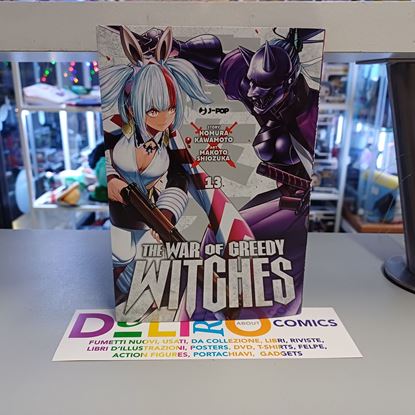 J-POP
STORY
HOMURA
KAWAMOTO
ART
MAKOTO
SHIOZUKA
13
THE WAR OF GREEDY
WITCHES
DELIRIO ABOUT COMICS
FUMETTI NUOVI, USATI, DA COLLEZIONE, LIBRI, RIVISTE,
LIBRI D'ILLUSTRAZIONI, POSTERS, DVD, T-SHIRTS, FELPE,
ACTION FIGURES, PORTACHIAVI, GADGETS